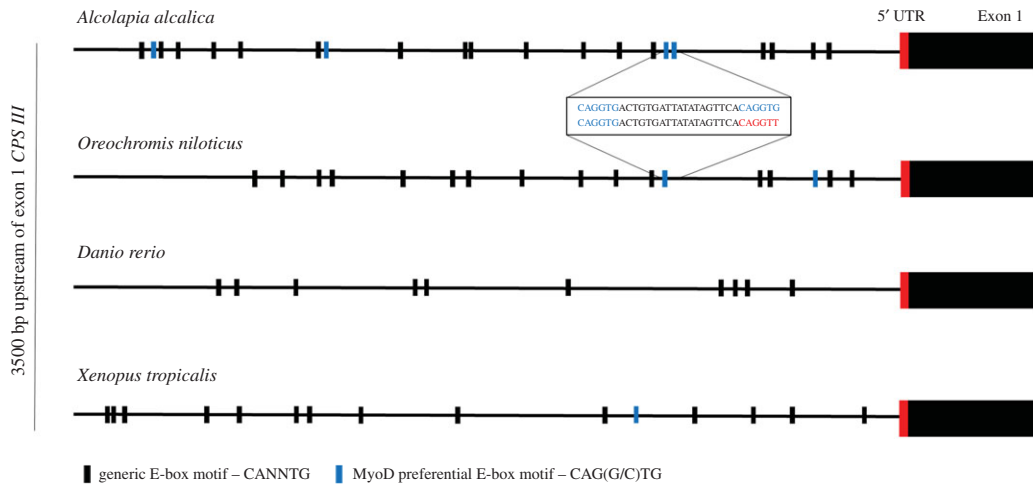 Alcolapia alcalica
5′ UTR
Exon 1
CAGGTGACTGTGATTATATAGTTCACAGGTG
CAGGTGACTGTGATTATATAGTTCACAGGTT
Oreochromis niloticus
Danio rerio
Xenopus tropicalis
3500 bp upstream of exon 1 CPS III
generic E-box motif – CANNTG
MyoD preferential E-box motif – CAG(G/C)TG